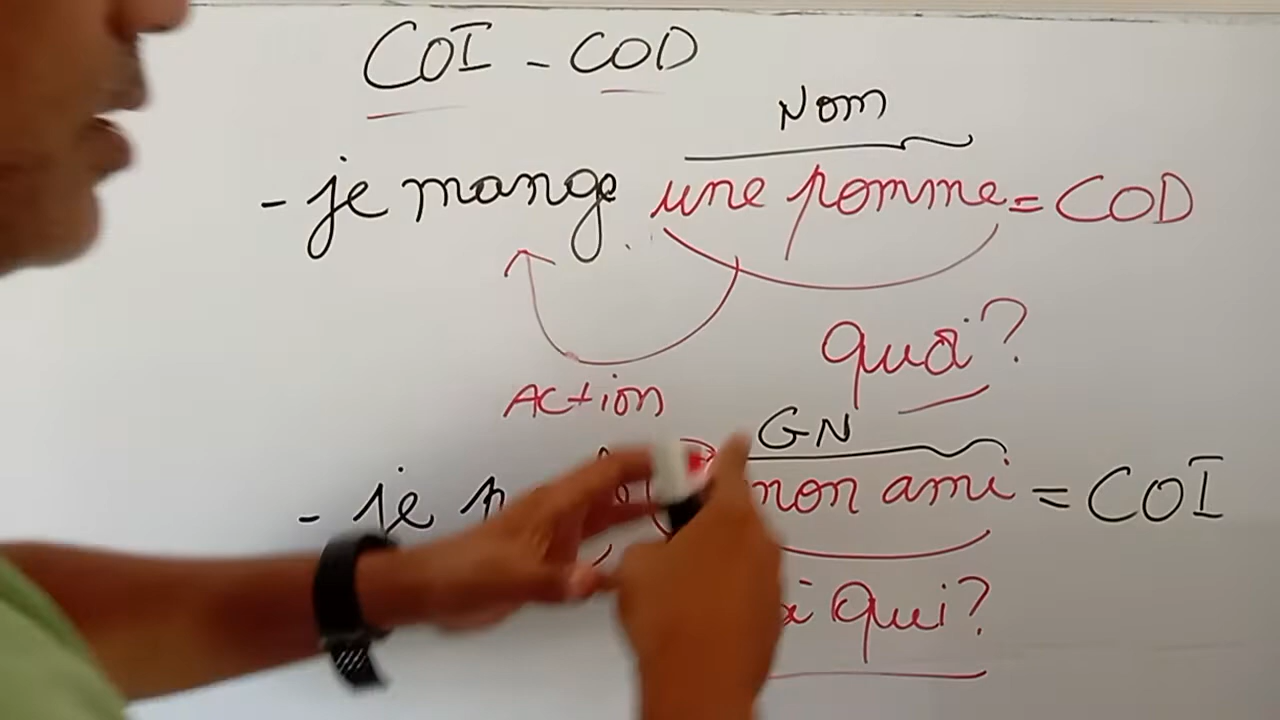 COI - COD
Nom
- je mange une pomme = COD
quoi?
Action
GN
- je mon ami = COI
qui?